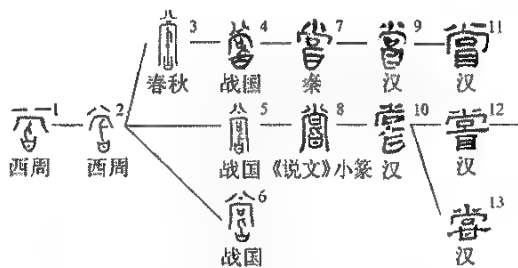 3 4 7 9 11
春秋 战国 秦 汉 汉
1 2 5 8 10 12
西周 西周 战国 《说文》小篆 汉 汉
6 13
战国 汉